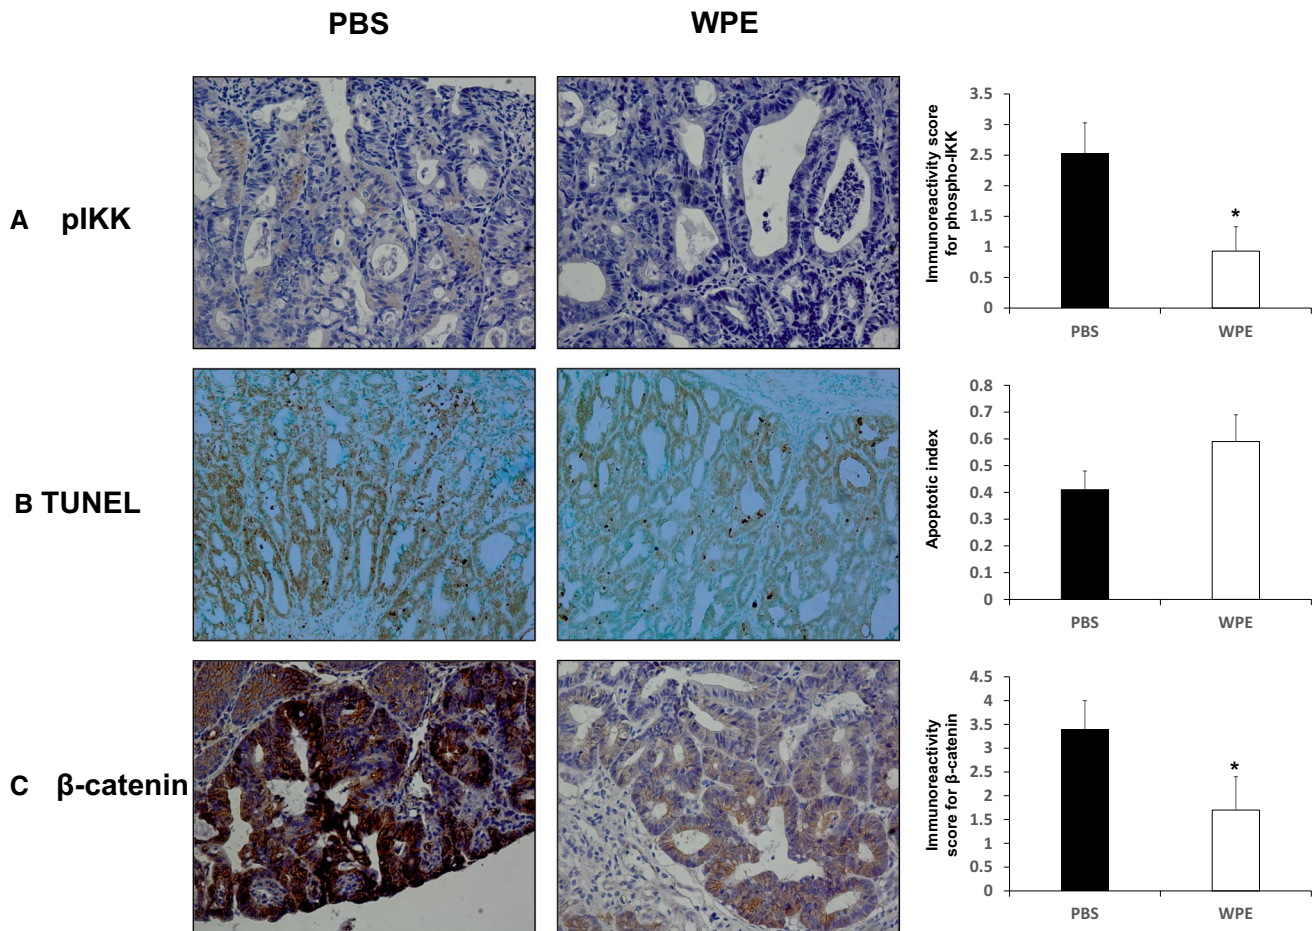 PBS
WPE
A pIKK
Immunoreactivity score
for phospho-IKK
3.5
3
2.5
2
1.5
1
0.5
0
*
PBS WPE
B TUNEL
Apoptotic index
0.8
0.7
0.6
0.5
0.4
0.3
0.2
0.1
0
PBS WPE
C β-catenin
Immunoreactivity
score for β-catenin
4.5
4
3.5
3
2.5
2
1.5
1
0.5
0
*
PBS WPE